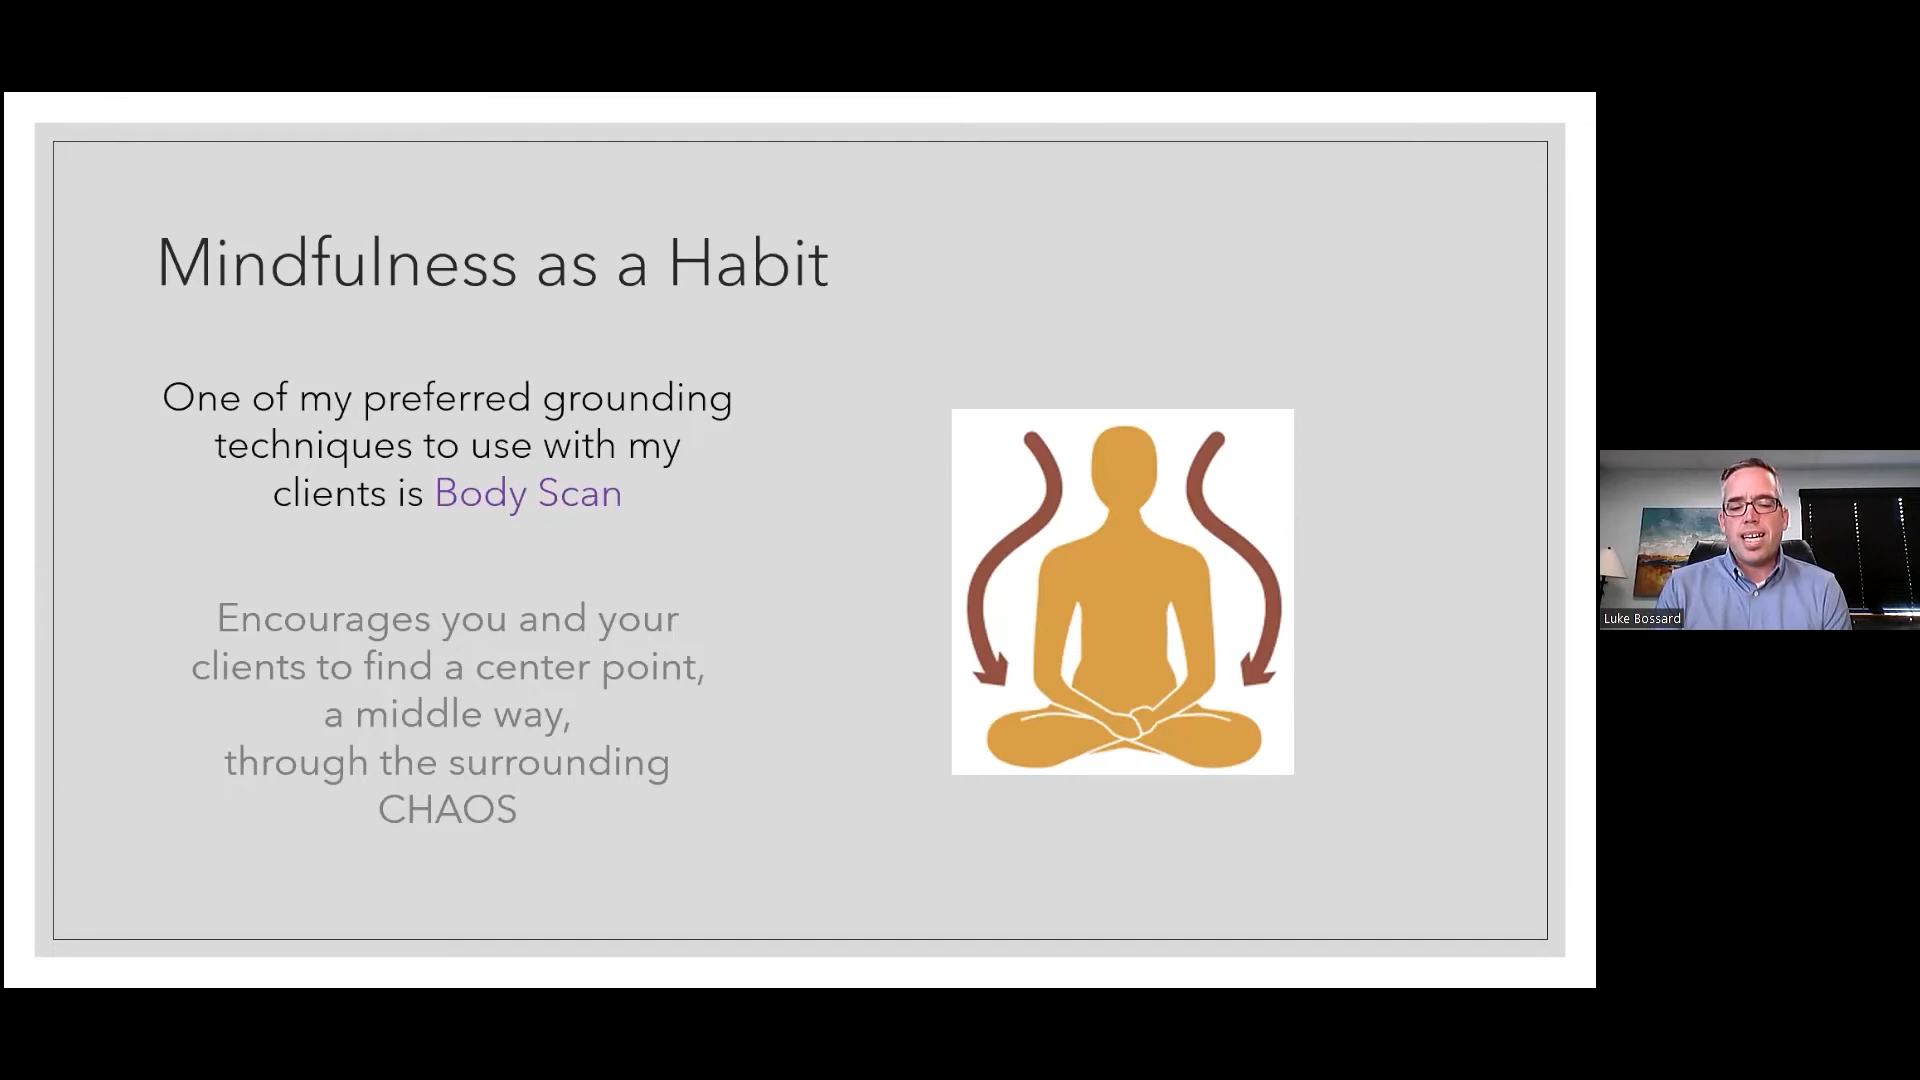 Mindfulness as a Habit
One of my preferred grounding
techniques to use with my
clients is Body Scan
Encourages you and your
clients to find a center point,
a middle way,
through the surrounding
CHAOS
Luke Bossard